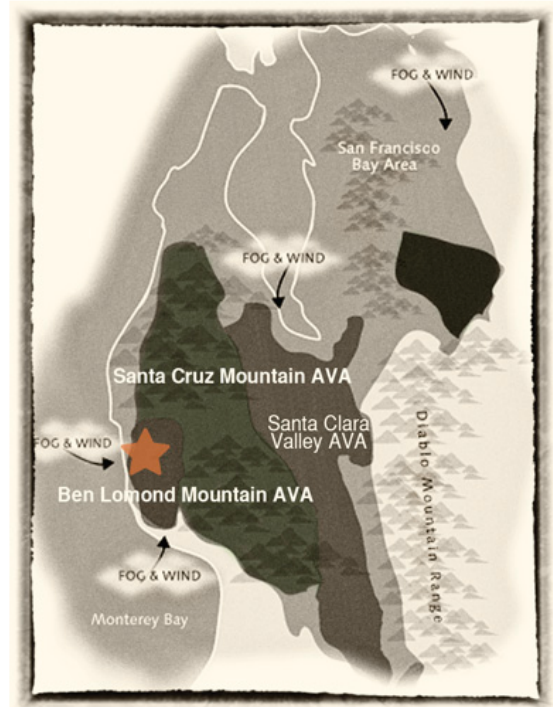 FOG & WIND
San Francisco
Bay Area
FOG & WIND
Santa Cruz Mountain AVA
Santa Clara
Valley AVA
Diablo Mountain Range
FOG & WIND
Ben Lomond Mountain AVA
FOG & WIND
Monterey Bay